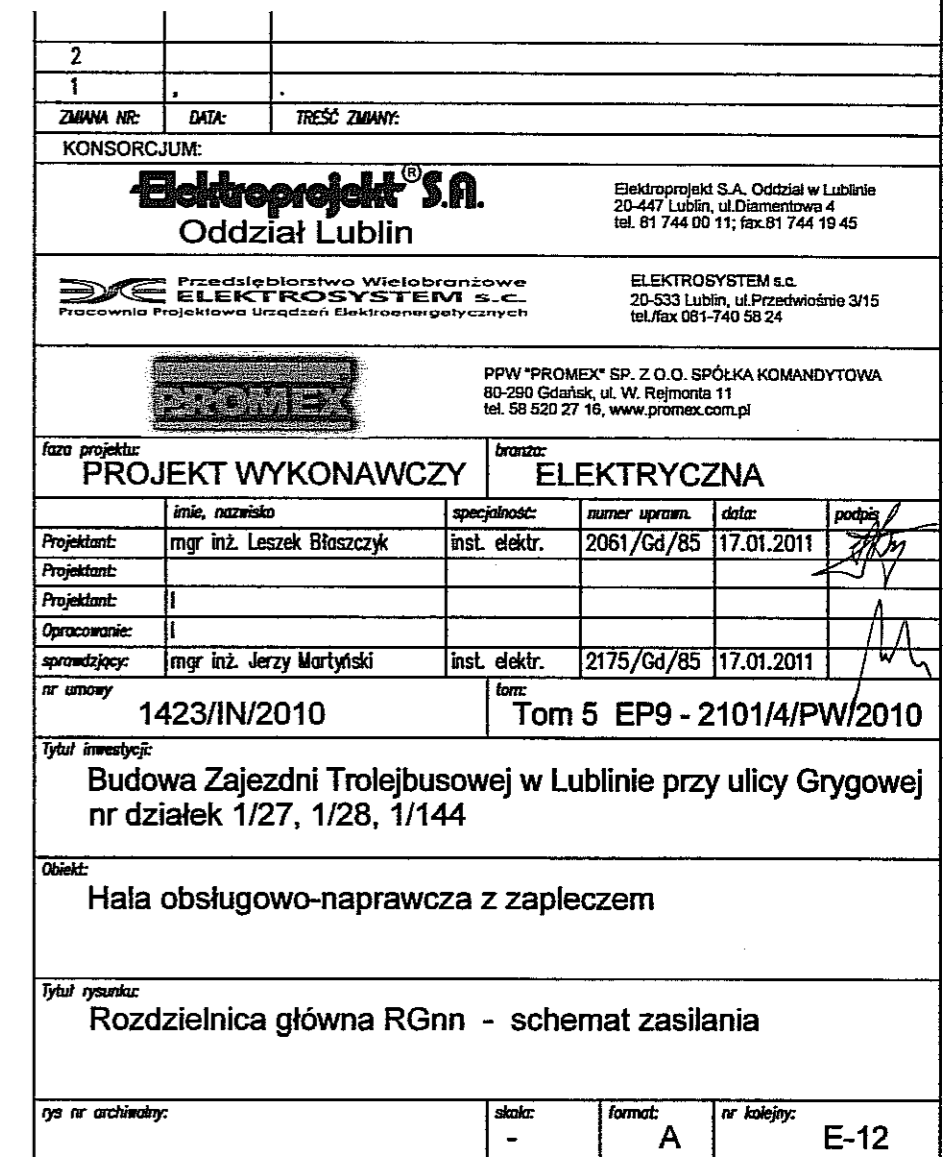 2
1 , .
ZMIANA NR: DATA: TREŚĆ ZMIANY:
KONSORCJUM:
Elektroprojekt® S.A.
Oddział Lublin
Elektroprojekt S.A. Oddział w Lublinie
20-447 Lublin, ul.Diamentowa 4
tel. 81 744 00 11; fax.81 744 19 45
Przedsiębiorstwo Wielobranżowe
ELEKTROSYSTEM s.c.
Pracownia Projektowa Urządzeń Elektroenergetycznych
ELEKTROSYSTEM s.c.
20-533 Lublin, ul.Przedwiośnie 3/15
tel./fax 081-740 58 24
PROMEX
PPW "PROMEX" SP. Z O.O. SPÓŁKA KOMANDYTOWA
80-290 Gdańsk, ul. W. Rejmonta 11
tel. 58 520 27 16, www.promex.com.pl
faza projektu: branża:
PROJEKT WYKONAWCZY ELEKTRYCZNA
imie, nazwisko specjalność: numer uprawn. data: podpis
Projektant: mgr inż. Leszek Błaszczyk inst. elektr. 2061/Gd/85 17.01.2011
Projektant:
Projektant:
Opracowanie:
sprawdzjący: mgr inż. Jerzy Martyński inst. elektr. 2175/Gd/85 17.01.2011
nr umowy tom:
1423/IN/2010 Tom 5 EP9 - 2101/4/PW/2010
Tytuł inwestycji:
Budowa Zajezdni Trolejbusowej w Lublinie przy ulicy Grygowej
nr działek 1/27, 1/28, 1/144
Obiekt:
Hala obsługowo-naprawcza z zapleczem
Tytuł rysunku:
Rozdzielnica główna RGnn - schemat zasilania
rys nr archiwalny: skala: format: nr kolejny:
- A E-12